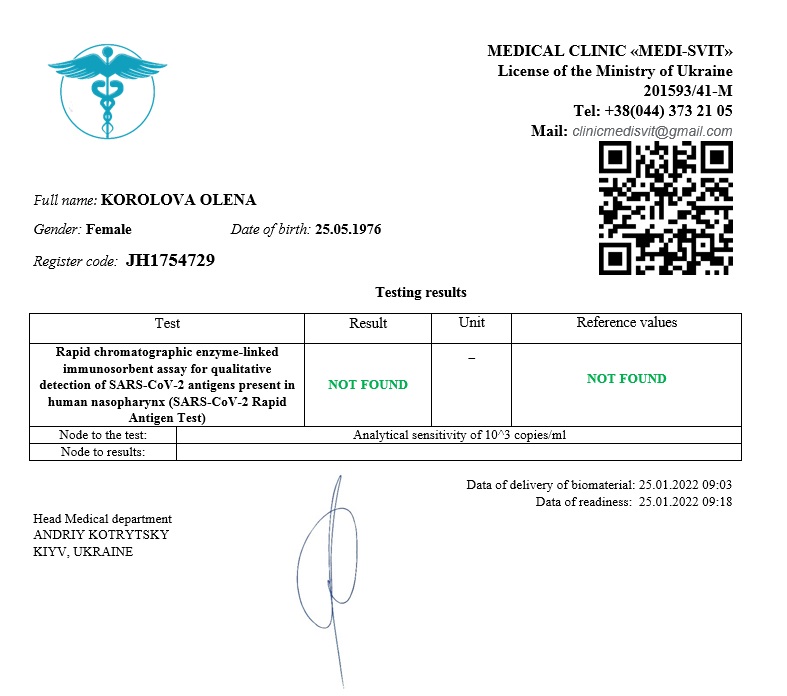 MEDICAL CLINIC «MEDI-SVIT»
License of the Ministry of Ukraine
201593/41-M
Tel: +38(044) 373 21 05
Mail: clinicmedisvit@gmail.com
Full name: KOROLOVA OLENA
Gender: Female Date of birth: 25.05.1976
Register code: JH1754729
Testing results
Test Result Unit Reference values
Rapid chromatographic enzyme-linked
immunosorbent assay for qualitative
detection of SARS-CoV-2 antigens present in
human nasopharynx (SARS-CoV-2 Rapid
Antigen Test)
NOT FOUND
–
NOT FOUND
Node to the test: Analytical sensitivity of 10^3 copies/ml
Node to results:
Data of delivery of biomaterial: 25.01.2022 09:03
Data of readiness: 25.01.2022 09:18
Head Medical department
ANDRIY KOTRYTSKY
KIYV, UKRAINE